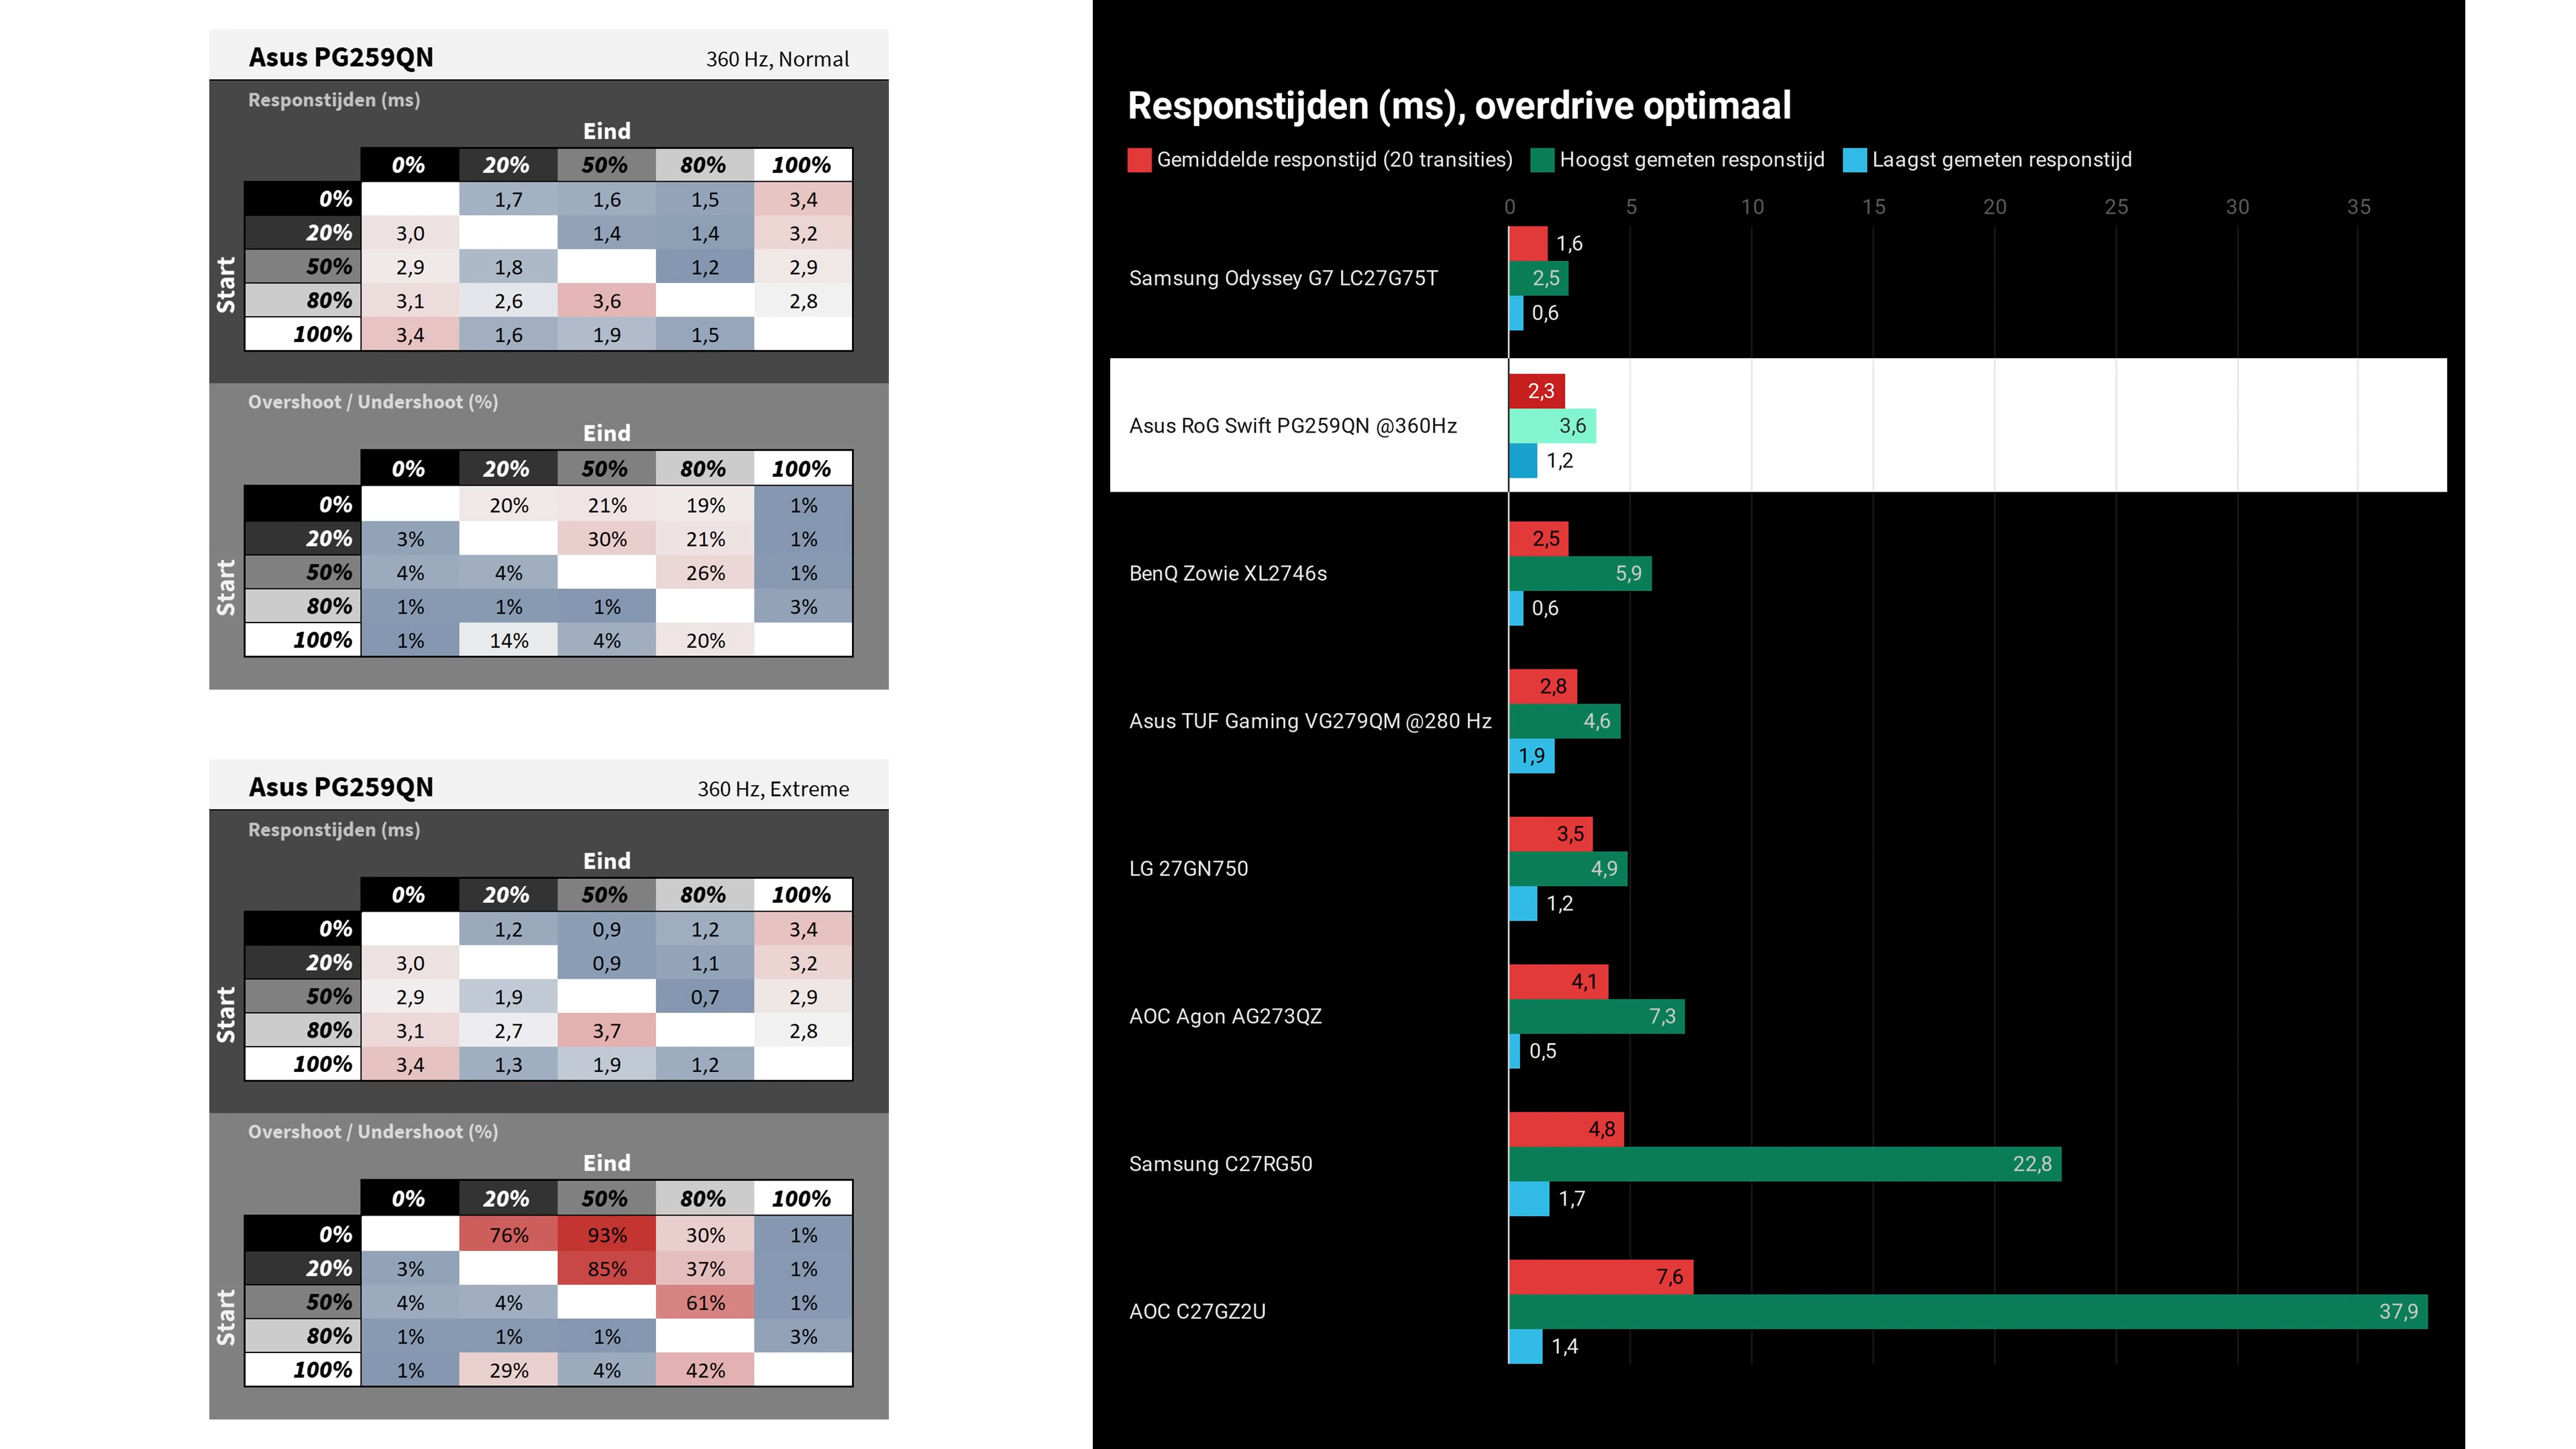 Asus PG259QN 360 Hz, Normal
Responstijden (ms)
Eind
0% 20% 50% 80% 100%
Start
0% 1,7 1,6 1,5 3,4
20% 3,0 1,4 1,4 3,2
50% 2,9 1,8 1,2 2,9
80% 3,1 2,6 3,6 2,8
100% 3,4 1,6 1,9 1,5
Overshoot / Undershoot (%)
Eind
0% 20% 50% 80% 100%
Start
0% 20% 21% 19% 1%
20% 3% 30% 21% 1%
50% 4% 4% 26% 1%
80% 1% 1% 1% 3%
100% 1% 14% 4% 20%
Asus PG259QN 360 Hz, Extreme
Responstijden (ms)
Eind
0% 20% 50% 80% 100%
Start
0% 1,2 0,9 1,2 3,4
20% 3,0 0,9 1,1 3,2
50% 2,9 1,9 0,7 2,9
80% 3,1 2,7 3,7 2,8
100% 3,4 1,3 1,9 1,2
Overshoot / Undershoot (%)
Eind
0% 20% 50% 80% 100%
Start
0% 76% 93% 30% 1%
20% 3% 85% 37% 1%
50% 4% 4% 61% 1%
80% 1% 1% 1% 3%
100% 1% 29% 4% 42%
Responstijden (ms), overdrive optimaal
Gemiddelde responstijd (20 transities) Hoogst gemeten responstijd Laagst gemeten responstijd
0 5 10 15 20 25 30 35
1,6
Samsung Odyssey G7 LC27G75T 2,5
0,6
2,3
Asus RoG Swift PG259QN @360Hz 3,6
1,2
2,5
BenQ Zowie XL2746s 5,9
0,6
2,8
Asus TUF Gaming VG279QM @280 Hz 4,6
1,9
3,5
LG 27GN750 4,9
1,2
4,1
AOC Agon AG273QZ 7,3
0,5
4,8
Samsung C27RG50 22,8
1,7
7,6
AOC C27GZ2U 37,9
1,4